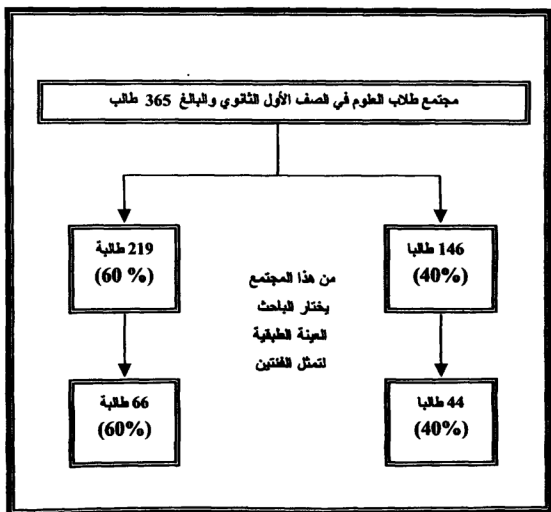 مجتمع طلاب العلوم في الصف الأول الثانوي والبالغ 365 طالب
146 طالبا
(40%)
219 طالبة
(60 %)
من هذا المجتمع
يختار الباحث
العينة الطبقية
لتمثل الفئتين
44 طالبا
(40%)
66 طالبة
(60%)